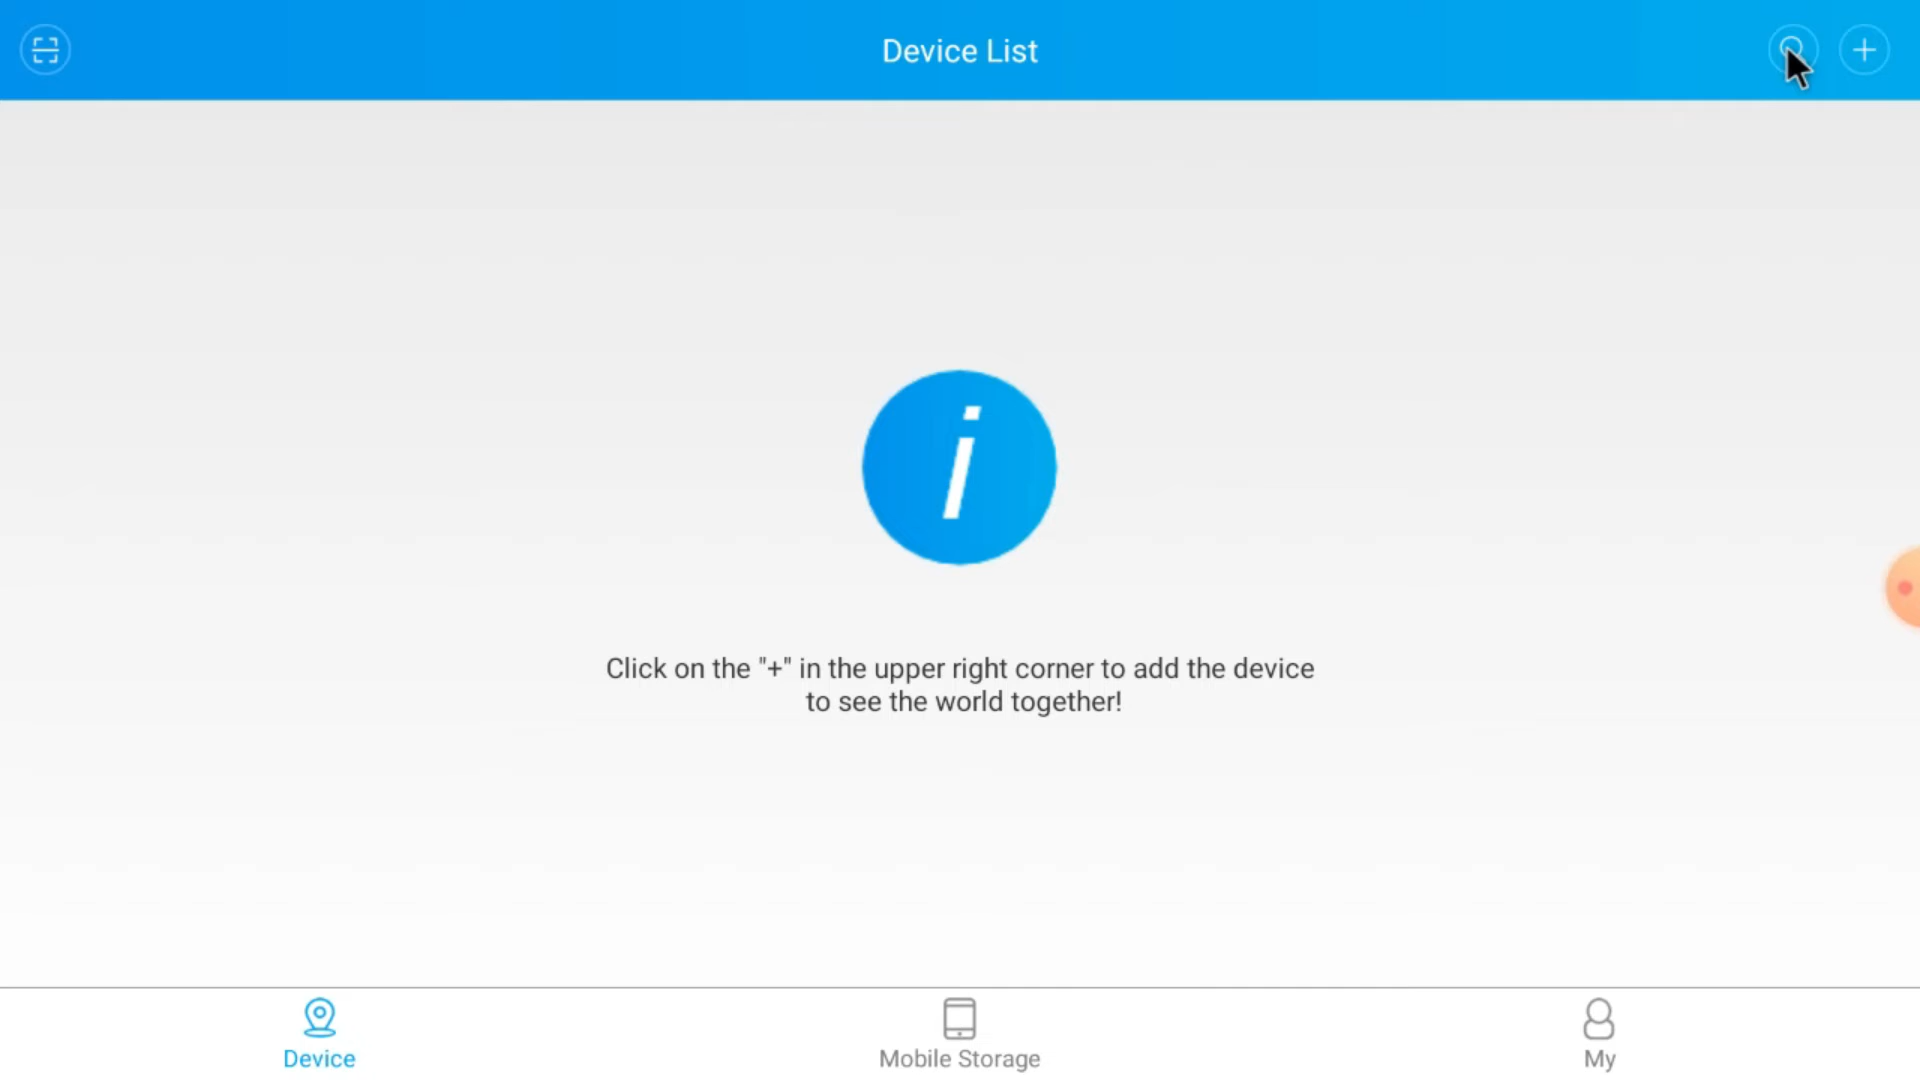 Device List
i
Click on the "+" in the upper right corner to add the device
to see the world together!
Device
Mobile Storage
My